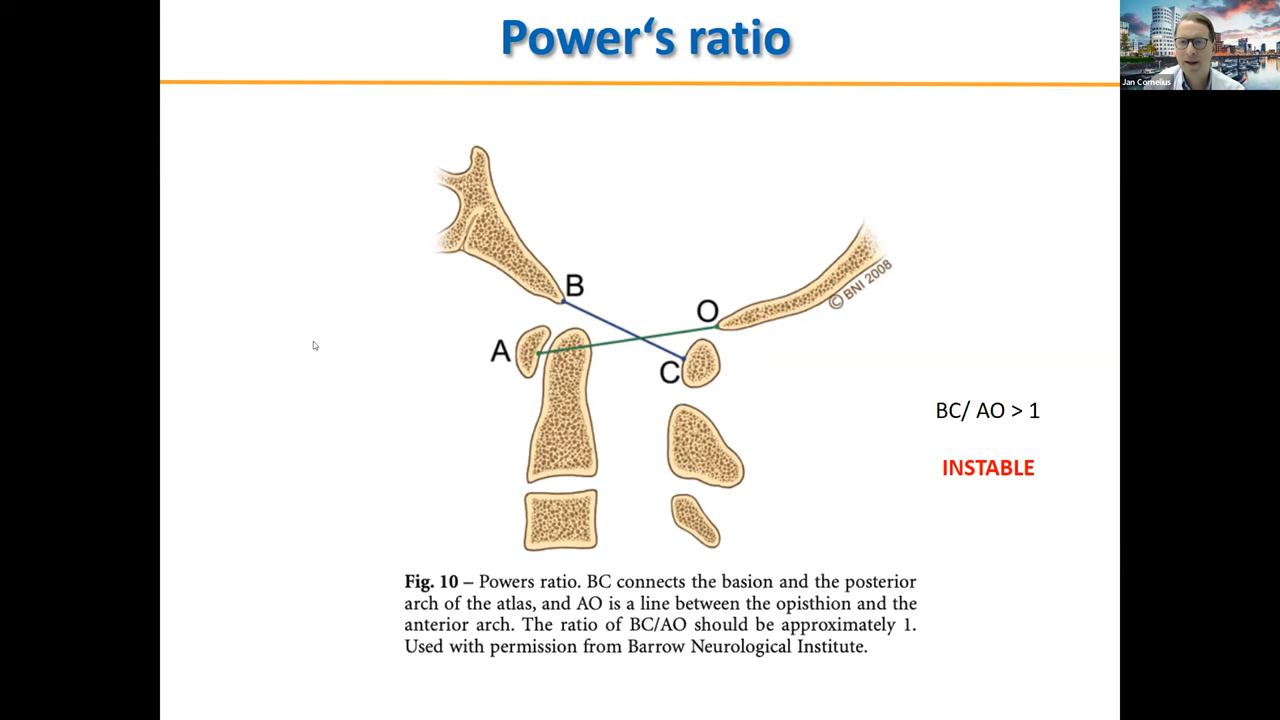 Power‘s ratio
Jan Cornelius
B
O
A
C
© BNI 2008
BC/ AO > 1
INSTABLE
Fig. 10 – Powers ratio. BC connects the basion and the posterior
arch of the atlas, and AO is a line between the opisthion and the
anterior arch. The ratio of BC/AO should be approximately 1.
Used with permission from Barrow Neurological Institute.